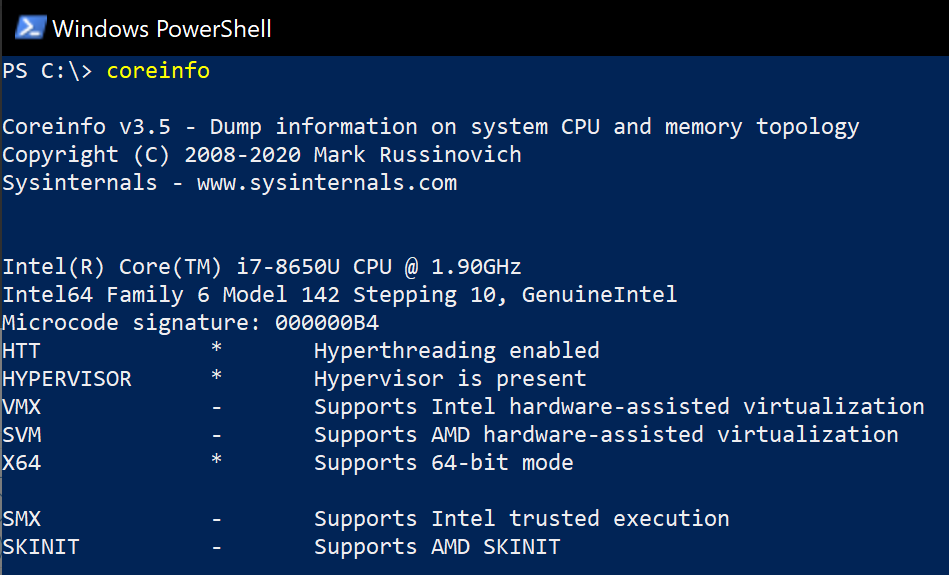 Windows PowerShell
PS C:\> coreinfo
Coreinfo v3.5 - Dump information on system CPU and memory topology
Copyright (C) 2008-2020 Mark Russinovich
Sysinternals - www.sysinternals.com
Intel(R) Core(TM) i7-8650U CPU @ 1.90GHz
Intel64 Family 6 Model 142 Stepping 10, GenuineIntel
Microcode signature: 000000B4
HTT * Hyperthreading enabled
HYPERVISOR * Hypervisor is present
VMX - Supports Intel hardware-assisted virtualization
SVM - Supports AMD hardware-assisted virtualization
X64 * Supports 64-bit mode
SMX - Supports Intel trusted execution
SKINIT - Supports AMD SKINIT